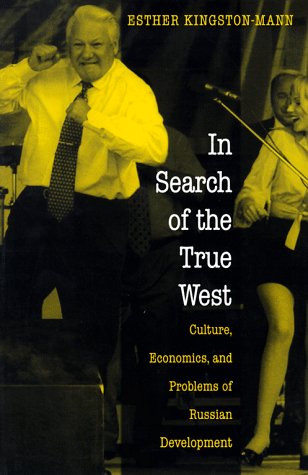 ESTHER KINGSTON-MANN
In
Search
of the
True
West
Culture,
Economics, and
Problems of
Russian
Development